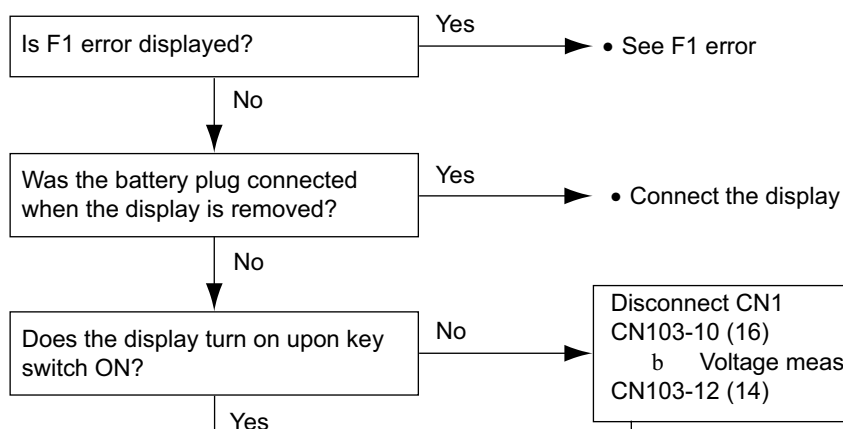 Is F1 error displayed?
Yes
• See F1 error
No
Was the battery plug connected
when the display is removed?
Yes
• Connect the display
No
Does the display turn on upon key
switch ON?
No
Disconnect CN1
CN103-10 (16)
b Voltage meas
CN103-12 (14)
Yes